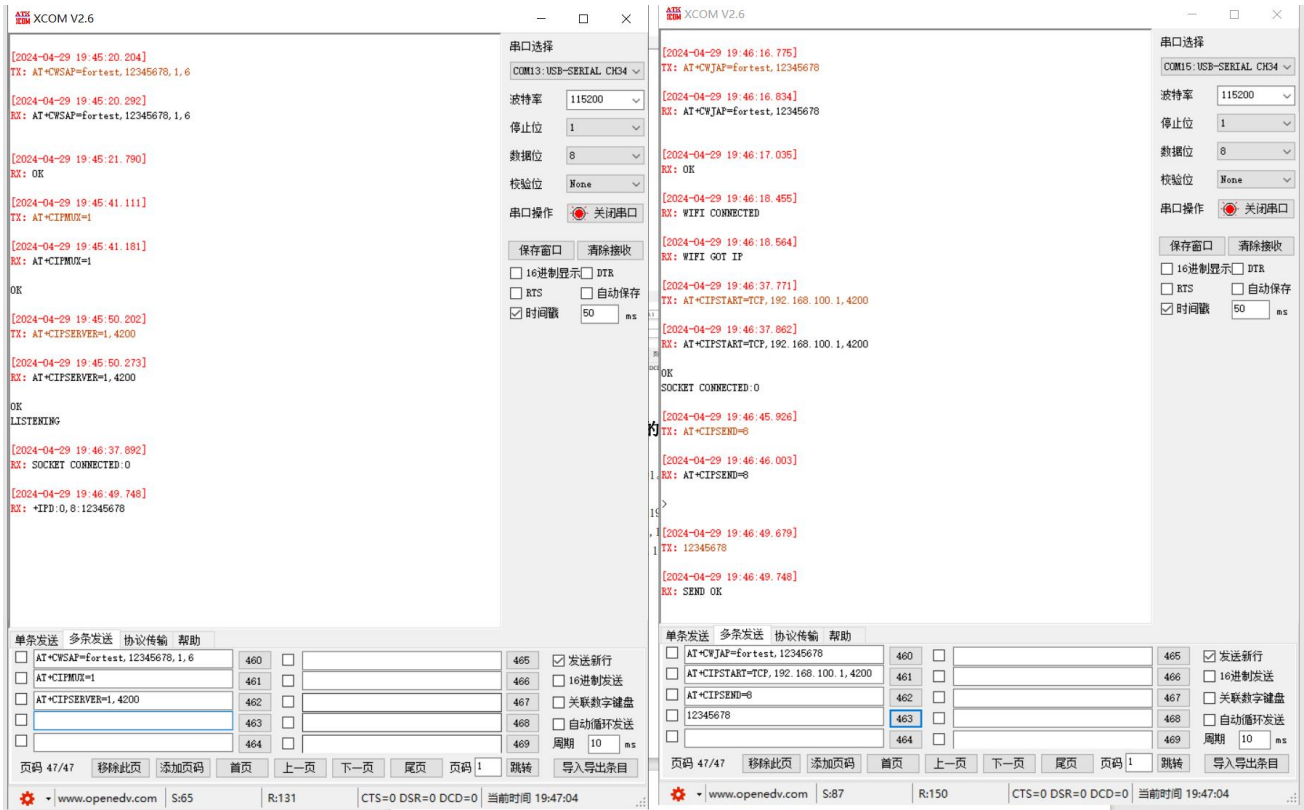 XCOM V2.6
[2024-04-29 19:45:20.204]
TX: AT+CWSAP=fortest,12345678,1,6
[2024-04-29 19:45:20.292]
RX: AT+CWSAP=fortest,12345678,1,6
[2024-04-29 19:45:21.790]
RX: OK
[2024-04-29 19:45:41.111]
TX: AT+CIPMUX=1
[2024-04-29 19:45:41.181]
RX: AT+CIPMUX=1
OK
[2024-04-29 19:45:50.202]
TX: AT+CIPSERVER=1,4200
[2024-04-29 19:45:50.273]
RX: AT+CIPSERVER=1,4200
OK
LISTENING
[2024-04-29 19:46:37.892]
RX: SOCKET CONNECTED:0
[2024-04-29 19:46:49.748]
RX: +IPD:0,8:12345678
串口选择
COM13:USB-SERIAL CH34
波特率 115200
停止位 1
数据位 8
校验位 None
串口操作 关闭串口
保存窗口 清除接收
16进制显示 DTR
RTS 自动保存
时间戳 50 ms
单条发送 多条发送 协议传输 帮助
AT+CWSAP=fortest,12345678,1,6 460 465 发送新行
AT+CIPMUX=1 461 466 16进制发送
AT+CIPSERVER=1,4200 462 467 关联数字键盘
463 468 自动循环发送
464 469 周期 10 ms
页码 47/47 移除此页 添加页码 首页 上一页 下一页 尾页 页码 1 跳转 导入导出条目
www.openedv.com S:65 R:131 CTS=0 DSR=0 DCD=0 当前时间 19:47:04
XCOM V2.6
[2024-04-29 19:46:16.775]
TX: AT+CWJAP=fortest,12345678
[2024-04-29 19:46:16.834]
RX: AT+CWJAP=fortest,12345678
[2024-04-29 19:46:17.035]
RX: OK
[2024-04-29 19:46:18.455]
RX: WIFI CONNECTED
[2024-04-29 19:46:18.564]
RX: WIFI GOT IP
[2024-04-29 19:46:37.771]
TX: AT+CIPSTART=TCP,192.168.100.1,4200
[2024-04-29 19:46:37.862]
RX: AT+CIPSTART=TCP,192.168.100.1,4200
OK
SOCKET CONNECTED:0
[2024-04-29 19:46:45.926]
TX: AT+CIPSEND=8
[2024-04-29 19:46:46.003]
RX: AT+CIPSEND=8
>
[2024-04-29 19:46:49.679]
TX: 12345678
[2024-04-29 19:46:49.748]
RX: SEND OK
串口选择
COM15:USB-SERIAL CH34
波特率 115200
停止位 1
数据位 8
校验位 None
串口操作 关闭串口
保存窗口 清除接收
16进制显示 DTR
RTS 自动保存
时间戳 50 ms
单条发送 多条发送 协议传输 帮助
AT+CWJAP=fortest,12345678 460 465 发送新行
AT+CIPSTART=TCP,192.168.100.1,4200 461 466 16进制发送
AT+CIPSEND=8 462 467 关联数字键盘
12345678 463 468 自动循环发送
464 469 周期 10 ms
页码 47/47 移除此页 添加页码 首页 上一页 下一页 尾页 页码 1 跳转 导入导出条目
www.openedv.com S:87 R:150 CTS=0 DSR=0 DCD=0 当前时间 19:47:04